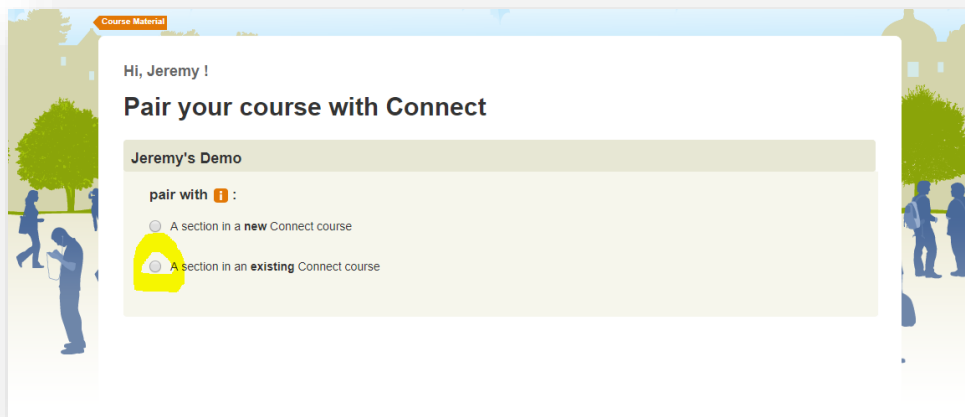 Course Material
Hi, Jeremy !
Pair your course with Connect
Jeremy's Demo
pair with i :
A section in a new Connect course
A section in an existing Connect course